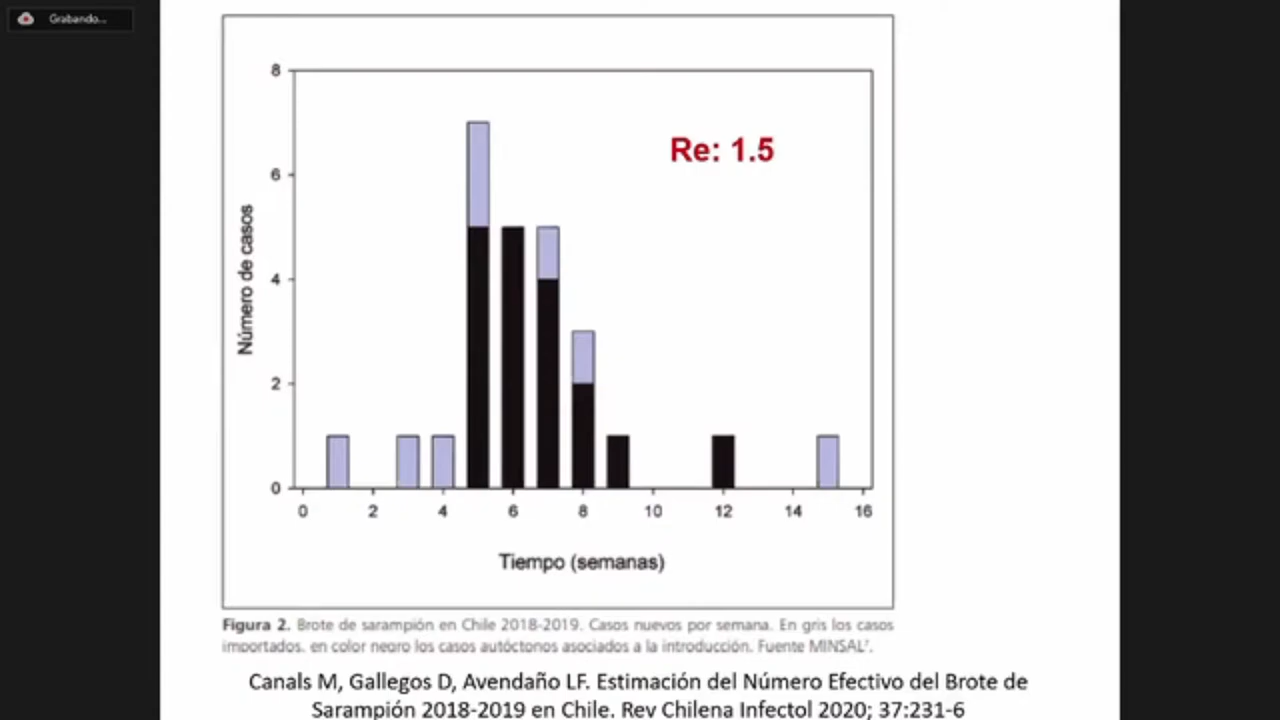 Grabando...
8
Re: 1.5
6
Número de casos
4
2
0
0 2 4 6 8 10 12 14 16
Tiempo (semanas)
Figura 2. Brote de sarampión en Chile 2018-2019. Casos nuevos por semana. En gris los casos
importados, en color negro los casos autóctonos asociados a la introducción. Fuente MINSAL⁷.
Canals M, Gallegos D, Avendaño LF. Estimación del Número Efectivo del Brote de
Sarampión 2018-2019 en Chile. Rev Chilena Infectol 2020; 37:231-6